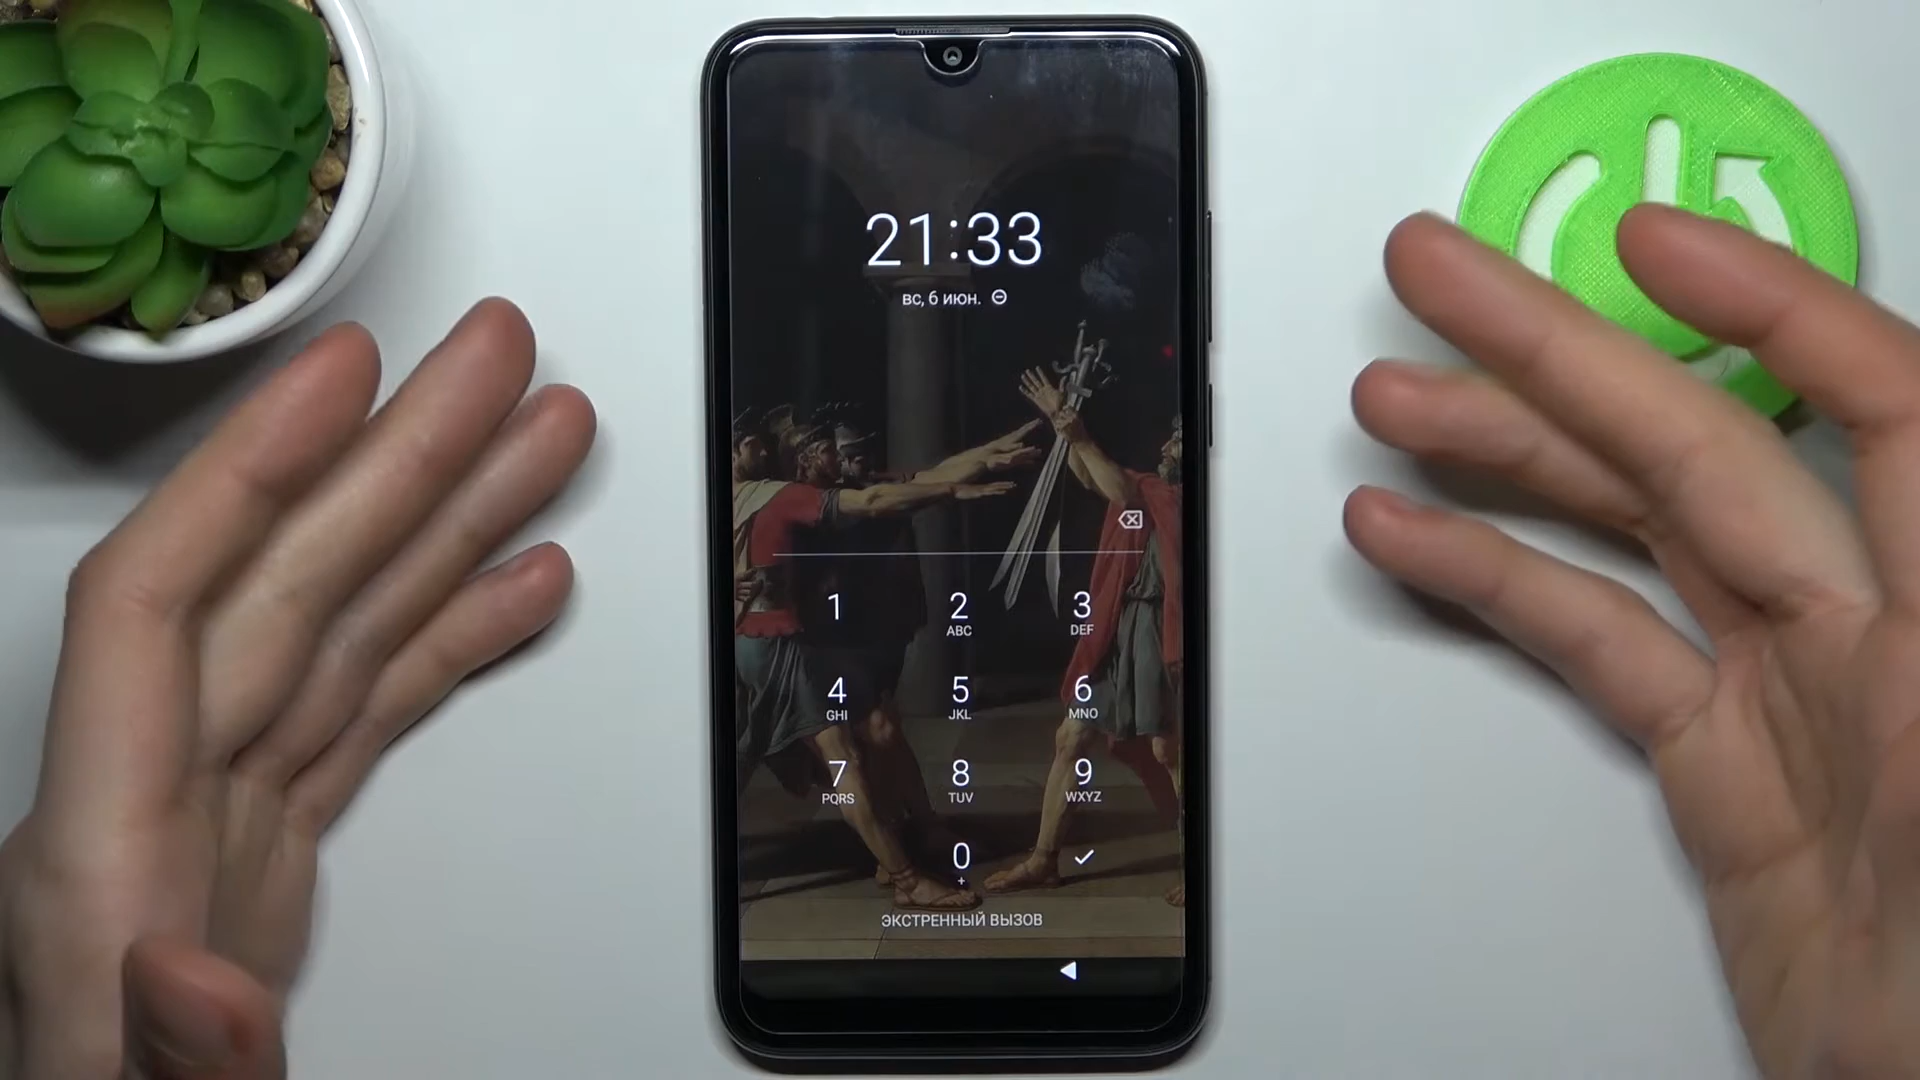 21:33
вс, 6 июн.
1
2
ABC
3
DEF
4
GHI
5
JKL
6
MNO
7
PQRS
8
TUV
9
WXYZ
0
+
ЭКСТРЕННЫЙ ВЫЗОВ